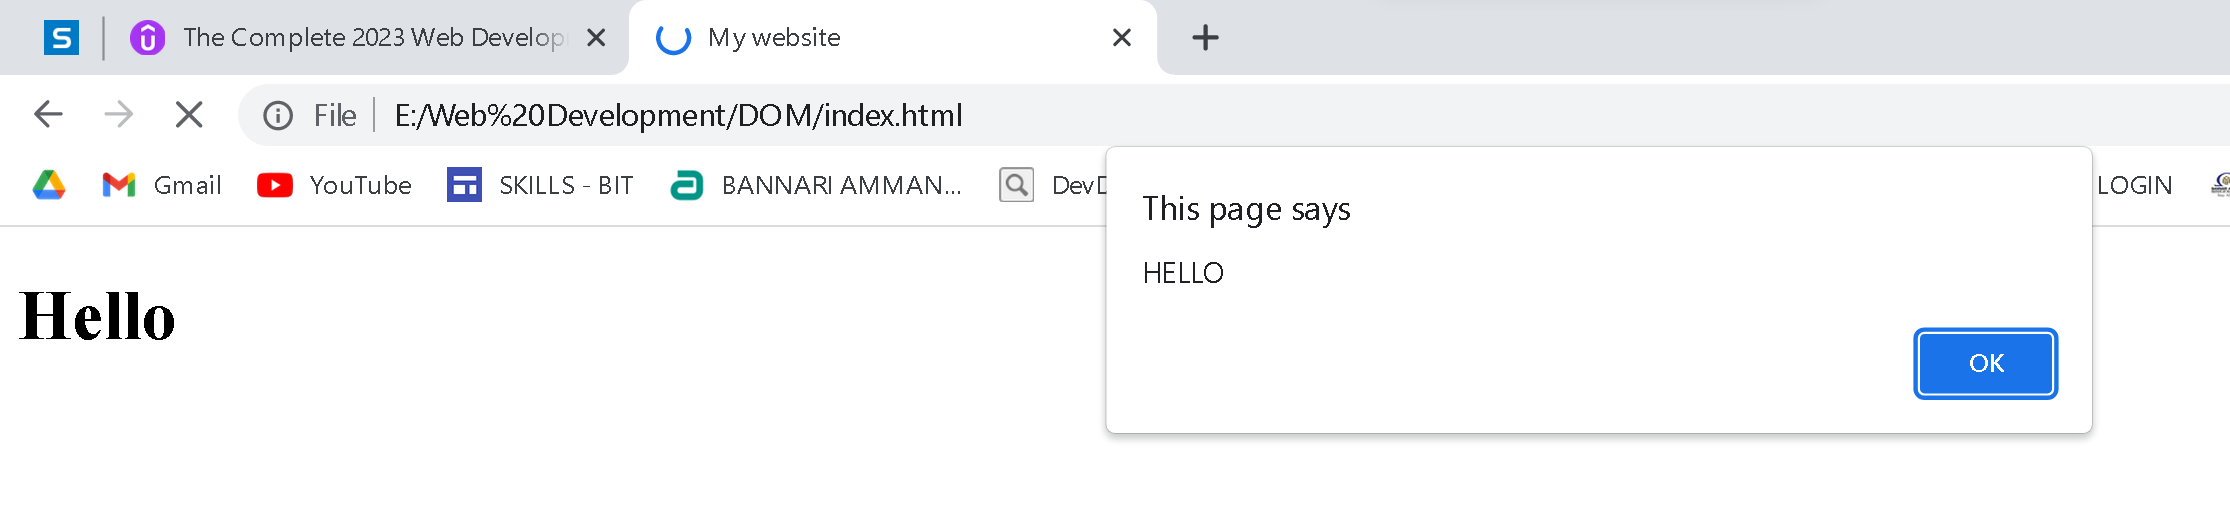 The Complete 2023 Web Develop
My website
File
E:/Web%20Development/DOM/index.html
Gmail
YouTube
SKILLS - BIT
BANNARI AMMAN...
LOGIN
This page says
HELLO
OK
Hello